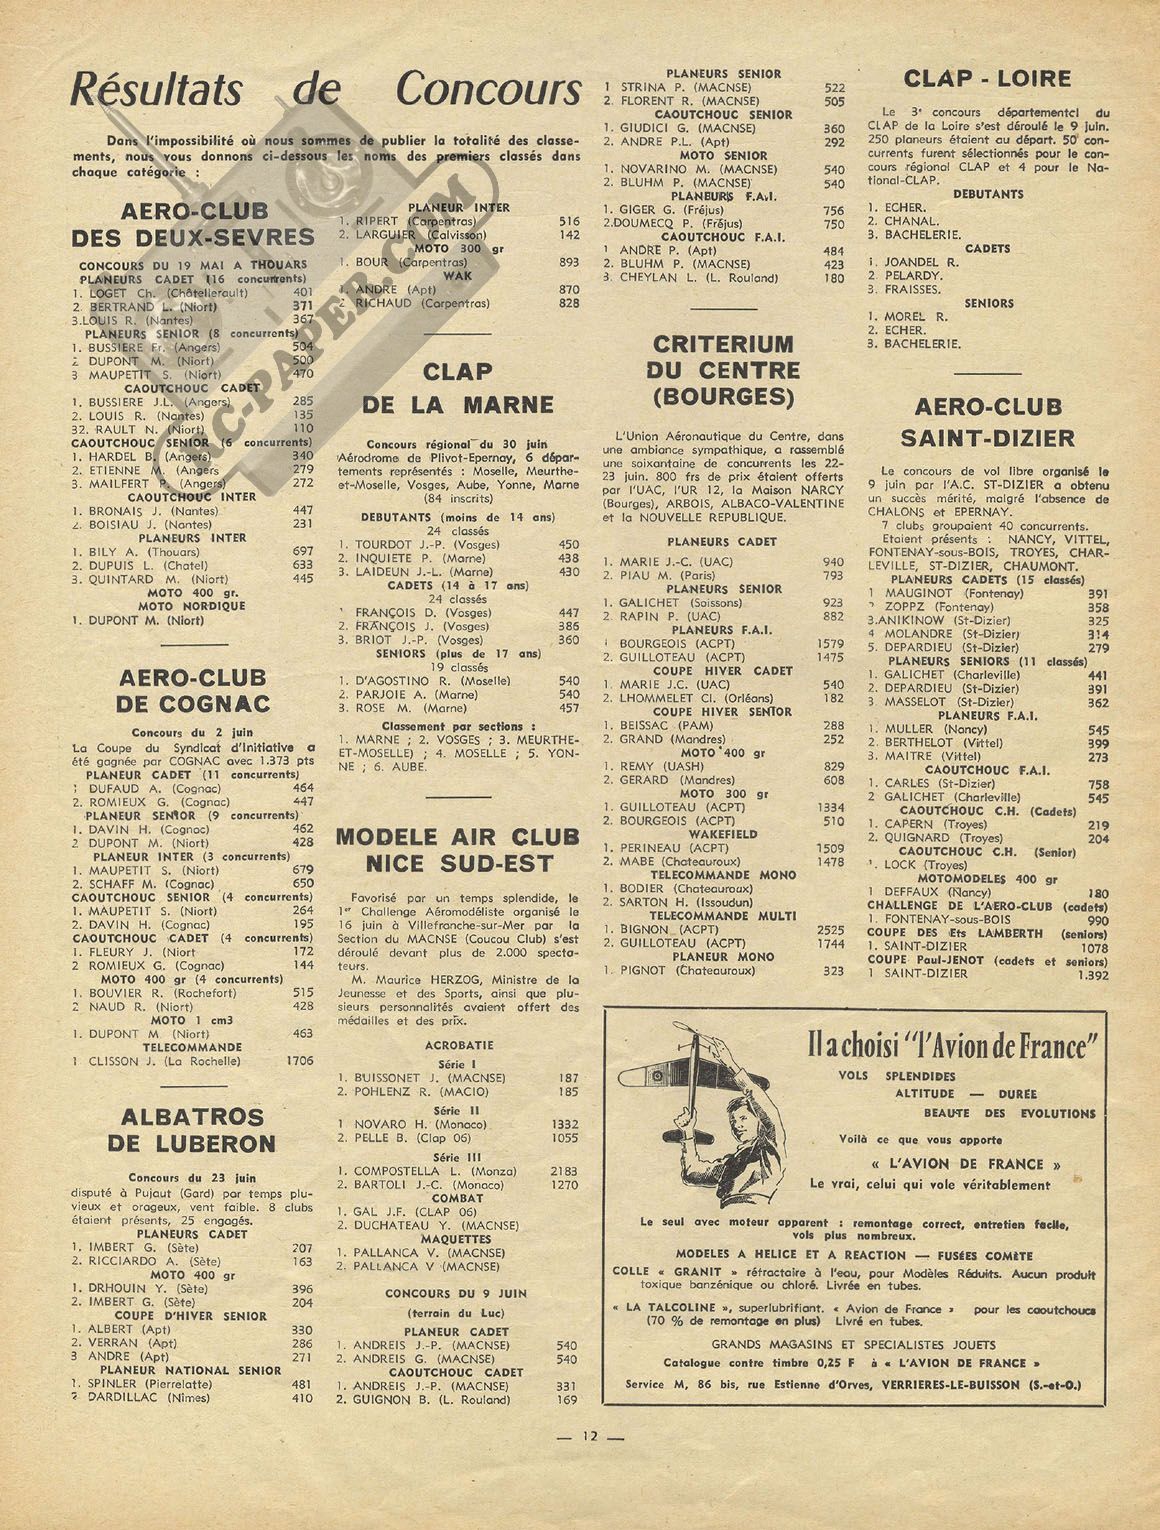 Résultats de Concours
Dans l'impossibilité où nous sommes de publier la totalité des classe-
ments, nous vous donnons ci-dessous les noms des premiers classés dans
chaque catégorie :
AERO-CLUB
DES DEUX-SEVRES
CONCOURS DU 19 MAI A THOUARS
PLANEURS CADET (16 concurrents)
1. LOGET Ch. (Châtellerault) 401
2. BERTRAND L. (Niort) 371
3.LOUIS R. (Nantes) 367
PLANEURS SENIOR (8 concurrents)
1. BUSSIERE Fr. (Angers) 504
2 DUPONT M. (Niort) 500
3 MAUPETIT S. (Niort) 470
CAOUTCHOUC CADET
1. BUSSIERE J.L. (Angers) 285
2. LOUIS R. (Nantes) 135
32. RAULT N. (Niort) 110
CAOUTCHOUC SENIOR (6 concurrents)
1. HARDEL B. (Angers) 340
2. ETIENNE M. (Angers 279
3. MAILFERT P. (Angers) 272
CAOUTCHOUC INTER
1. BRONAIS J. (Nantes) 447
2. BOISIAU J. (Nantes) 231
PLANEURS INTER
1. BILY A. (Thouars) 697
2. DUPUIS L. (Chatel) 633
3. QUINTARD M. (Niort) 445
MOTO 400 gr.
MOTO NORDIQUE
1. DUPONT M. (Niort)
AERO-CLUB
DE COGNAC
Concours du 2 juin
La Coupe du Syndicat d'Initiative a
été gagnée par COGNAC avec 1.373 pts
PLANEUR CADET (11 concurrents)
1 DUFAUD A. (Cognac) 464
2. ROMIEUX G. (Cognac) 447
PLANEUR SENIOR (9 concurrents)
1. DAVIN H. (Cognac) 462
2 DUPONT M. (Niort) 428
PLANEUR INTER (3 concurrents)
1. MAUPETIT S. (Niort) 679
2. SCHAFF M. (Cognac) 650
CAOUTCHOUC SENIOR (4 concurrents)
1. MAUPETIT S. (Niort) 264
2. DAVIN H. (Cognac) 195
CAOUTCHOUC CADET (4 concurrents)
1. FLEURY J. (Niort 172
2 ROMIEUX G. (Cognac) 144
MOTO 400 gr (4 concurrents)
1. BOUVIER R. (Rochefort) 515
2 NAUD R. (Niort) 428
MOTO 1 cm3
1. DUPONT M (Niort) 463
TELECOMMANDE
1 CLISSON J. (La Rochelle) 1706
ALBATROS
DE LUBERON
Concours du 23 juin
disputé à Pujaut (Gard) par temps plu-
vieux et orageux, vent faible. 8 clubs
étaient présents, 25 engagés.
PLANEURS CADET
1. IMBERT G. (Sète) 207
2. RICCIARDO A. (Sète) 163
MOTO 400 gr
1. DRHOUIN Y. (Sète) 396
2. IMBERT G. (Sète) 204
COUPE D'HIVER SENIOR
1. ALBERT (Apt) 330
2. VERRAN (Apt) 286
3 ANDRE (Apt) 271
PLANEUR NATIONAL SENIOR
1. SPINLER (Pierrelatte) 481
2 DARDILLAC (Nîmes) 410
PLANEUR INTER
1. RIPERT (Carpentras) 516
2. LARGUIER (Calvisson) 142
MOTO 300 gr
1. BOUR (Carpentras) 893
WAK
1. ANDRE (Apt) 870
2 RICHAUD (Carpentras) 828
CLAP
DE LA MARNE
Concours régional du 30 juin
Aérodrome de Plivot-Epernay, 6 dépar-
tements représentés : Moselle, Meurthe-
et-Moselle, Vosges, Aube, Yonne, Marne
(84 inscrits)
DEBUTANTS (moins de 14 ans)
24 classés
1. TOURDOT J.-P. (Vosges) 450
2. INQUIETE P. (Marne) 438
3. LAIDEUN J.-L. (Marne) 430
CADETS (14 à 17 ans)
24 classés
1 FRANÇOIS D. (Vosges) 447
2. FRANÇOIS J. (Vosges) 386
3. BRIOT J.-P. (Vosges) 360
SENIORS (plus de 17 ans)
19 classés
1. D'AGOSTINO R. (Moselle) 540
2. PARJOIE A. (Marne) 540
3. ROSE M. (Marne) 457
Classement par sections :
1. MARNE ; 2. VOSGES ; 3. MEURTHE-
ET-MOSELLE) ; 4. MOSELLE ; 5. YON-
NE ; 6. AUBE.
MODELE AIR CLUB
NICE SUD-EST
Favorisé par un temps splendide, le
1er Challenge Aéromodéliste organisé le
16 juin à Villefranche-sur-Mer par la
Section du MACNSE (Coucou Club) s'est
déroulé devant plus de 2.000 specta-
teurs.
M. Maurice HERZOG, Ministre de la
Jeunesse et des Sports, ainsi que plu-
sieurs personnalités avaient offert des
médailles et des prix.
ACROBATIE
Série I
1. BUISSONET J. (MACNSE) 187
2. POHLENZ R. (MACIO) 185
Série II
1 NOVARO H. (Monaco) 1332
2. PELLE B. (Clap 06) 1055
Série III
1. COMPOSTELLA L. (Monza) 2183
2. BARTOLI J.-C. (Monaco) 1270
COMBAT
1. GAL J.F. (CLAP 06)
2. DUCHATEAU Y. (MACNSE)
MAQUETTES
1. PALLANCA V. (MACNSE)
2. PALLANCA V (MACNSE)
CONCOURS DU 9 JUIN
(terrain du Luc)
PLANEUR CADET
1. ANDREIS J.-P. (MACNSE) 540
2. ANDREIS G. (MACNSE) 540
CAOUTCHOUC CADET
1. ANDREIS J.-P. (MACNSE) 331
2. GUIGNON B. (L. Rouland) 169
PLANEURS SENIOR
1 STRINA P. (MACNSE) 522
2. FLORENT R. (MACNSE) 505
CAOUTCHOUC SENIOR
1. GIUDICI G. (MACNSE) 360
2. ANDRE P.L. (Apt) 292
MOTO SENIOR
1. NOVARINO M. (MACNSE) 540
2. BLUHM P. (MACNSE) 540
PLANEURS F.A.I.
1. GIGER G. (Fréjus) 756
2.DOUMECQ P. (Fréjus) 750
CAOUTCHOUC F.A.I.
1 ANDRE P. (Apt) 484
2. BLUHM P. (MACNSE) 423
3. CHEYLAN L. (L. Rouland) 180
CRITERIUM
DU CENTRE
(BOURGES)
L'Union Aéronautique du Centre, dans
une ambiance sympathique, a rassemblé
une soixantaine de concurrents les 22-
23 juin. 800 frs de prix étaient offerts
par l'UAC, l'UR 12, la Maison NARCY
(Bourges), ARBOIS, ALBACO-VALENTINE
et la NOUVELLE REPUBLIQUE.
PLANEURS CADET
1. MARIE J.-C. (UAC) 940
2. PIAU M. (Paris) 793
PLANEURS SENIOR
1. GALICHET (Soissons) 923
2. RAPIN P. (UAC) 882
PLANEURS F.A.I.
1 BOURGEOIS (ACPT) 1579
2. GUILLOTEAU (ACPT) 1475
COUPE HIVER CADET
1. MARIE J.C. (UAC) 540
2. LHOMMELET Cl. (Orléans) 182
COUPE HIVER SENIOR
1. BEISSAC (PAM) 288
2. GRAND (Mandres) 252
MOTO 400 gr
1. REMY (UASH) 829
2. GERARD (Mandres) 608
MOTO 300 gr
1. GUILLOTEAU (ACPT) 1334
2. BOURGEOIS (ACPT) 510
WAKEFIELD
1. PERINEAU (ACPT) 1509
2. MABE (Chateauroux) 1478
TELECOMMANDE MONO
1. BODIER (Chateauroux)
2. SARTON H. (Issoudun)
TELECOMMANDE MULTI
1. BIGNON (ACPT) 2525
2. GUILLOTEAU (ACPT) 1744
PLANEUR MONO
1. PIGNOT (Chateauroux) 323
CLAP - LOIRE
Le 3e concours départemental du
CLAP de la Loire s'est déroulé le 9 juin.
250 planeurs étaient au départ. 50 con-
currents furent sélectionnés pour le con-
cours régional CLAP et 4 pour le Na-
tional-CLAP.
DEBUTANTS
1. ECHER.
2. CHANAL.
3. BACHELERIE.
CADETS
1. JOANDEL R.
2. PELARDY.
3. FRAISSES.
SENIORS
1. MOREL R.
2. ECHER.
3. BACHELERIE.
AERO-CLUB
SAINT-DIZIER
Le concours de vol libre organisé le
9 juin par l'A.C. ST-DIZIER a obtenu
un succès mérité, malgré l'absence de
CHALONS et EPERNAY.
7 clubs groupaient 40 concurrents.
Etaient présents : NANCY, VITTEL,
FONTENAY-sous-BOIS, TROYES, CHAR-
LEVILLE, ST-DIZIER, CHAUMONT.
PLANEURS CADETS (15 classés)
1 MAUGINOT (Fontenay) 391
2 ZOPPZ (Fontenay) 358
3.ANIKINOW (St-Dizier) 325
4 MOLANDRE (St-Dizier) 314
5. DEPARDIEU (St-Dizier) 279
PLANEURS SENIORS (11 classés)
1. GALICHET (Charleville) 441
2. DEPARDIEU (St-Dizier) 391
3. MASSELOT (St-Dizier) 362
PLANEURS F.A.I.
1. MULLER (Nancy) 545
2. BERTHELOT (Vittel) 399
3. MAITRE (Vittel) 273
CAOUTCHOUC F.A.I.
1. CARLES (St-Dizier) 758
2 GALICHET (Charleville) 545
CAOUTCHOUC C.H. (Cadets)
1. CAPERN (Troyes) 219
2. QUIGNARD (Troyes) 204
CAOUTCHOUC C.H. (Senior)
1. LOCK (Troyes)
MOTOMODELES 400 gr
1 DEFFAUX (Nancy) 180
CHALLENGE DE L'AERO-CLUB (cadets)
1. FONTENAY-sous-BOIS 990
COUPE DES Ets LAMBERTH (seniors)
1. SAINT-DIZIER 1078
COUPE Paul-JENOT (cadets et seniors)
1 SAINT-DIZIER 1.392
Il a choisi "l'Avion de France"
VOLS SPLENDIDES
ALTITUDE — DURÉE
BEAUTE DES EVOLUTIONS
Voilà ce que vous apporte
« L'AVION DE FRANCE »
Le vrai, celui qui vole véritablement
Le seul avec moteur apparent : remontage correct, entretien facile,
vols plus nombreux.
MODELES A HELICE ET A REACTION — FUSÉES COMÈTE
COLLE « GRANIT » réfractaire à l'eau, pour Modèles Réduits. Aucun produit
toxique banzénique ou chloré. Livrée en tubes.
« LA TALCOLINE », superlubrifiant. « Avion de France » pour les caoutchoucs
(70 % de remontage en plus) Livré en tubes.
GRANDS MAGASINS ET SPECIALISTES JOUETS
Catalogue contre timbre 0,25 F à « L'AVION DE FRANCE »
Service M, 86 bis, rue Estienne d'Orves, VERRIERES-LE-BUISSON (S.-et-O.)
— 12 —
RC-PAPER.COM